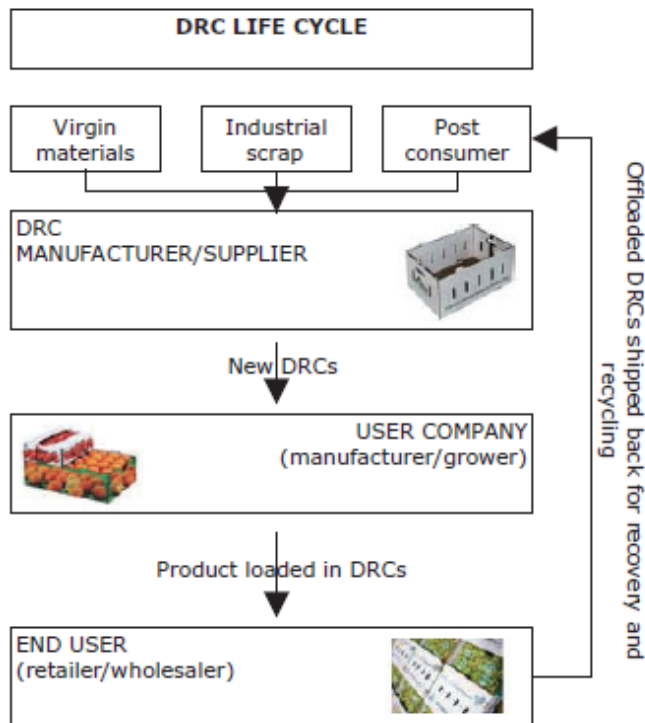 DRC LIFE CYCLE
Virgin
materials
Industrial
scrap
Post
consumer
DRC
MANUFACTURER/SUPPLIER
New DRCs
USER COMPANY
(manufacturer/grower)
Product loaded in DRCs
END USER
(retailer/wholesaler)
Offloaded DRCs shipped back for recovery and
recycling